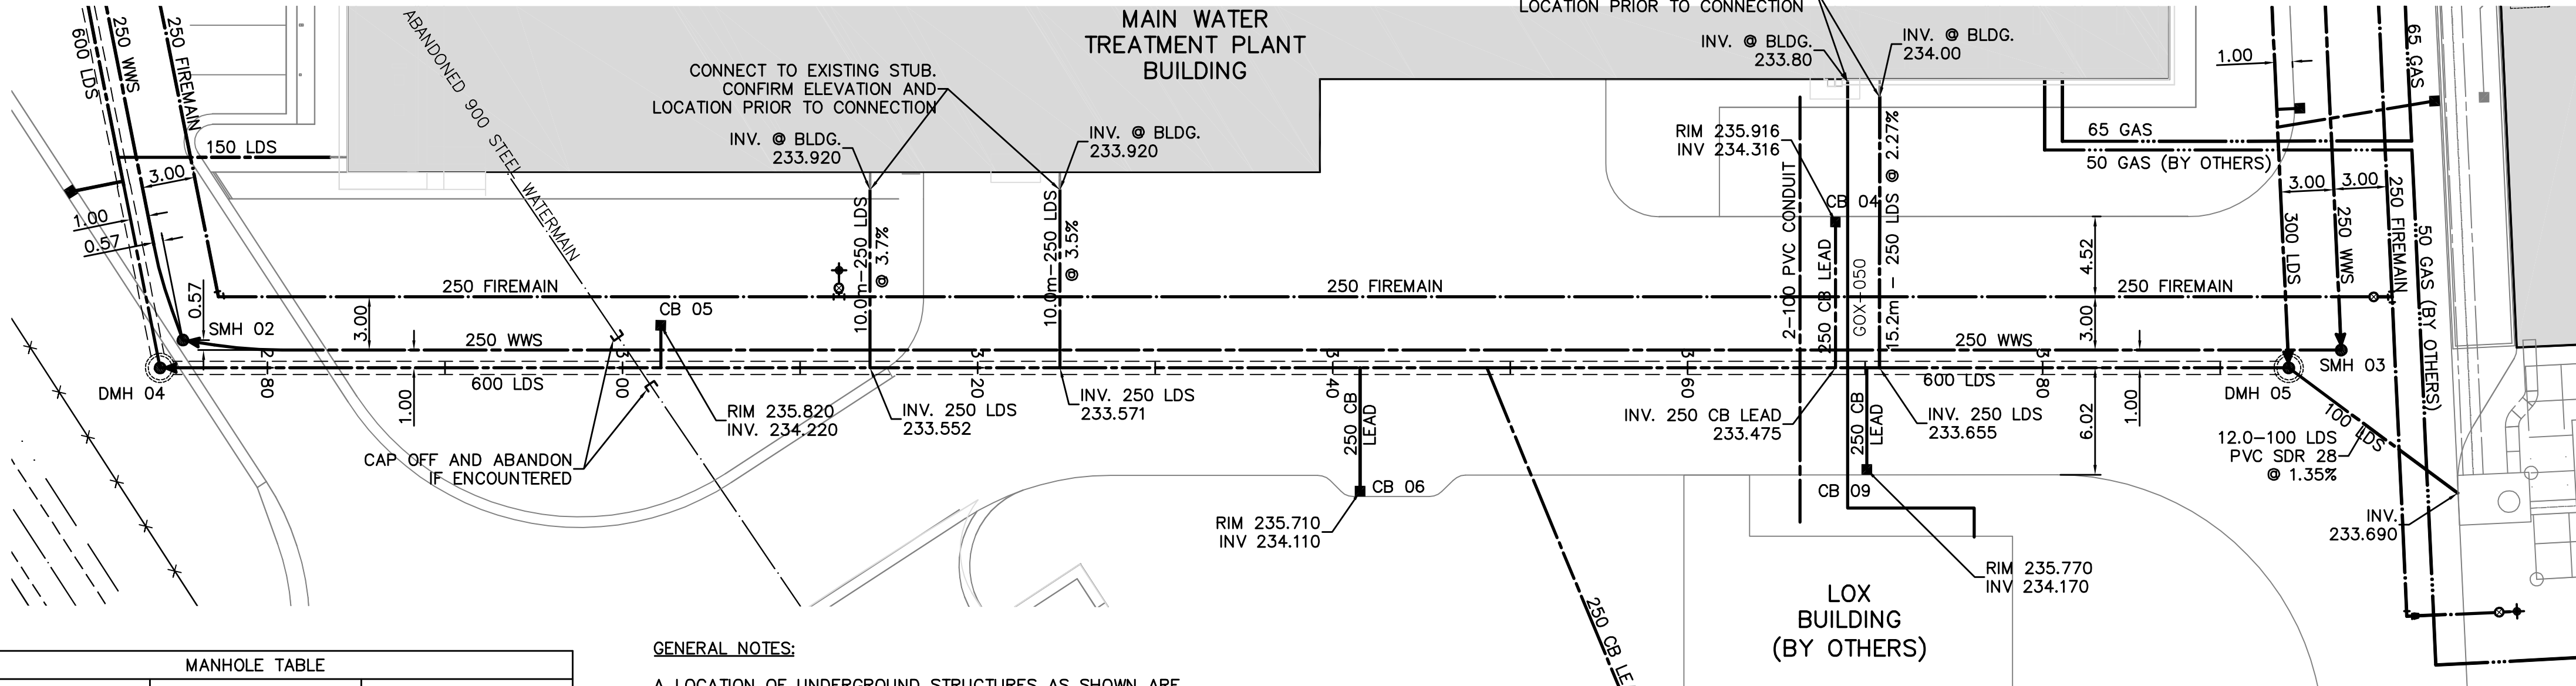 MAIN WATER
TREATMENT PLANT
BUILDING
LOCATION PRIOR TO CONNECTION
INV. @ BLDG.
233.80
INV. @ BLDG.
234.00
600 LDS
250 WWS
250 FIREMAIN
ABANDONED 900 STEEL WATERMAIN
CONNECT TO EXISTING STUB.
CONFIRM ELEVATION AND
LOCATION PRIOR TO CONNECTION
INV. @ BLDG.
233.920
INV. @ BLDG.
233.920
150 LDS
3.00
1.00
0.57
0.57
RIM 235.916
INV 234.316
CB 04
65 GAS
65 GAS
50 GAS (BY OTHERS)
1.00
3.00
3.00
300 LDS
250 WWS
250 FIREMAIN
50 GAS (BY OTHERS)
10.0m-250 LDS
@ 3.7%
10.0m-250 LDS
@ 3.5%
2-100 PVC CONDUIT
250 CB LEAD
GOX-050
15.2m - 250 LDS @ 2.27%
4.52
3.00
250 FIREMAIN
250 FIREMAIN
250 FIREMAIN
SMH 02
3.00
CB 05
250 WWS
250 WWS
SMH 03
DMH 04
600 LDS
600 LDS
DMH 05
80
00
20
40
60
80
1.00
1.00
6.02
RIM 235.820
INV. 234.220
INV. 250 LDS
233.552
INV. 250 LDS
233.571
250 CB
LEAD
INV. 250 CB LEAD
233.475
250 CB
LEAD
INV. 250 LDS
233.655
100 LDS
12.0-100 LDS
PVC SDR 28
@ 1.35%
CAP OFF AND ABANDON
IF ENCOUNTERED
CB 06
CB 09
RIM 235.710
INV 234.110
INV.
233.690
RIM 235.770
INV 234.170
LOX
BUILDING
(BY OTHERS)
MANHOLE TABLE
GENERAL NOTES:
A LOCATION OF UNDERGROUND STRUCTURES AS SHOWN ARE